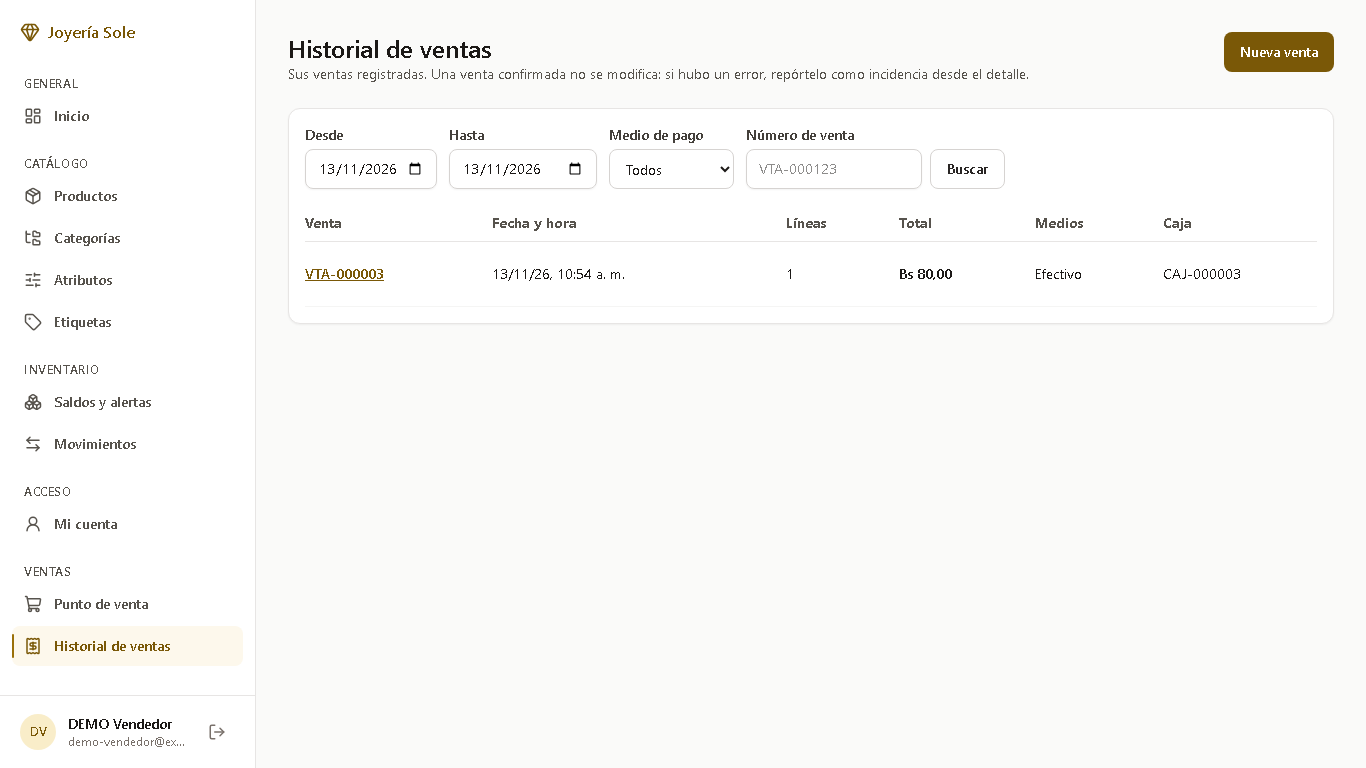 Joyería Sole
GENERAL
Inicio
CATÁLOGO
Productos
Categorías
Atributos
Etiquetas
INVENTARIO
Saldos y alertas
Movimientos
ACCESO
Mi cuenta
VENTAS
Punto de venta
Historial de ventas
DV
DEMO Vendedor
demo-vendedor@ex...
Historial de ventas
Sus ventas registradas. Una venta confirmada no se modifica: si hubo un error, repórtelo como incidencia desde el detalle.
Nueva venta
Desde Hasta Medio de pago Número de venta
13/11/2026 13/11/2026 Todos VTA-000123 Buscar
Venta Fecha y hora Líneas Total Medios Caja
VTA-000003 13/11/26, 10:54 a. m. 1 Bs 80,00 Efectivo CAJ-000003